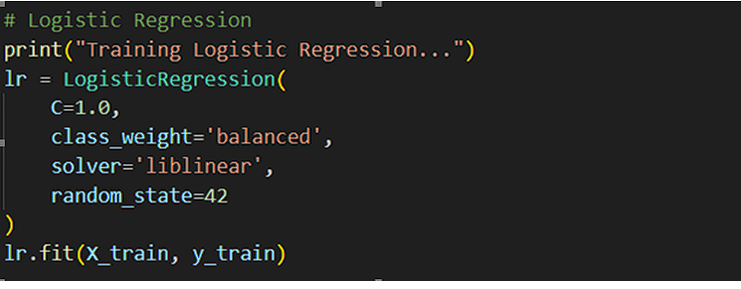 # Logistic Regression
print("Training Logistic Regression...")
lr = LogisticRegression(
    C=1.0,
    class_weight='balanced',
    solver='liblinear',
    random_state=42
)
lr.fit(X_train, y_train)